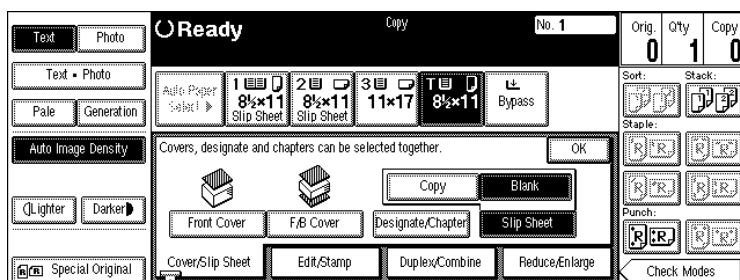 Text
Photo
Text • Photo
Pale
Generation
Auto Image Density
Lighter
Darker
Special Original
Ready
Copy
No. 1
Auto Paper
Select
1
8½×11
Slip Sheet
2
8½×11
Slip Sheet
3
11×17
T
8½×11
Bypass
Covers, designate and chapters can be selected together.
OK
Copy
Blank
Front Cover
F/B Cover
Designate/Chapter
Slip Sheet
Cover/Slip Sheet
Edit/Stamp
Duplex/Combine
Reduce/Enlarge
Orig.
Q'ty
Copy
0
1
0
Sort:
Stack:
Staple:
Punch:
Check Modes